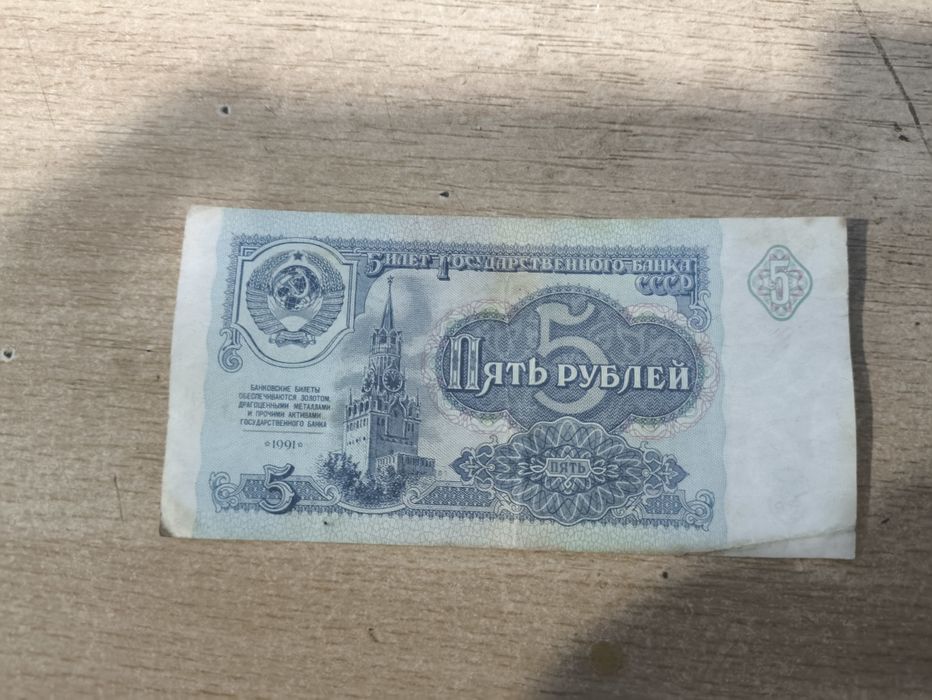 Билет Государственного банка
СССР
5
5
Пять рублей
БАНКОВСКИЕ БИЛЕТЫ
ОБЕСПЕЧИВАЮТСЯ ЗОЛОТОМ,
ДРАГОЦЕННЫМИ МЕТАЛЛАМИ
И ПРОЧИМИ АКТИВАМИ
ГОСУДАРСТВЕННОГО БАНКА
*1991*
ПЯТЬ
5